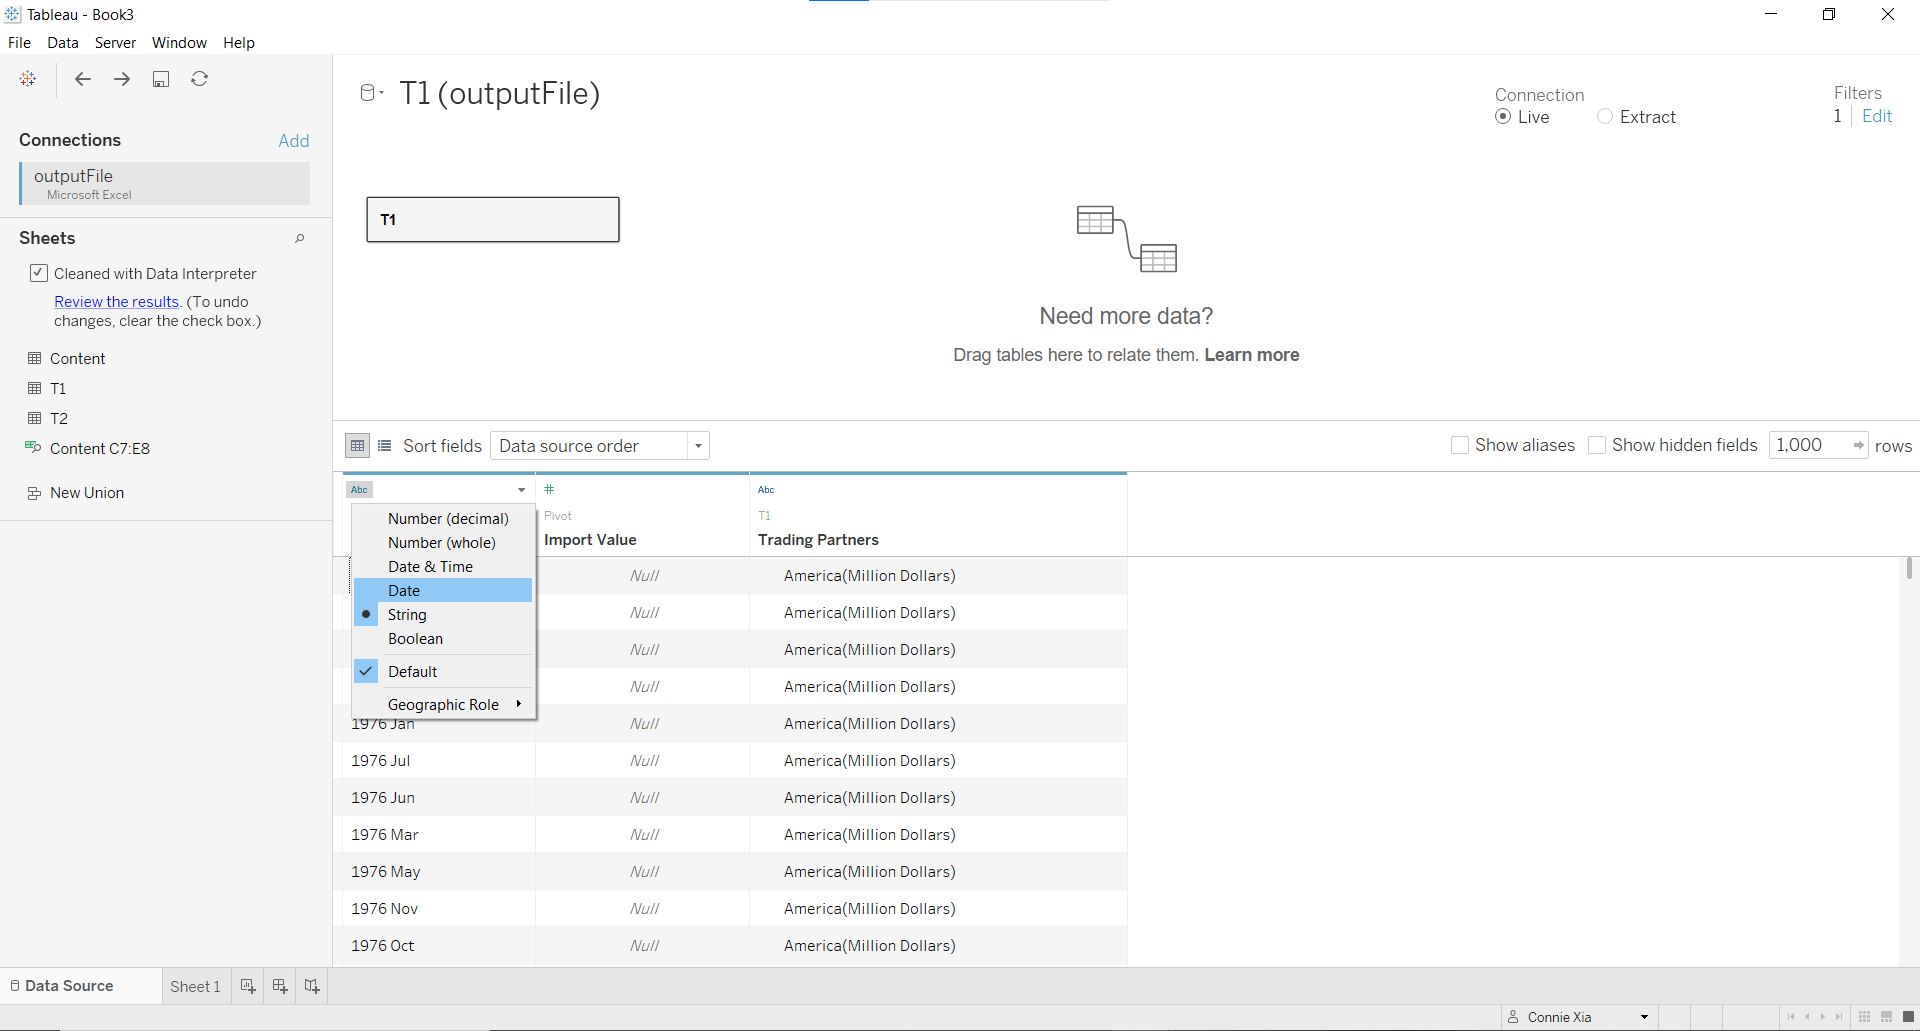 Tableau - Book3
File Data Server Window Help
Connections
Add
outputFile
Microsoft Excel
Sheets
Cleaned with Data Interpreter
Review the results. (To undo
changes, clear the check box.)
Content
T1
T2
Content C7:E8
New Union
T1 (outputFile)
Connection
Live
Extract
Filters
1
Edit
T1
Need more data?
Drag tables here to relate them. Learn more
Sort fields
Data source order
Show aliases
Show hidden fields
1,000
rows
Abc
#
Abc
Pivot
T1
Import Value
Trading Partners
Number (decimal)
Number (whole)
Date & Time
Date
String
Boolean
Default
Geographic Role
Null America(Million Dollars)
Null America(Million Dollars)
Null America(Million Dollars)
Null America(Million Dollars)
1976 Jan Null America(Million Dollars)
1976 Jul Null America(Million Dollars)
1976 Jun Null America(Million Dollars)
1976 Mar Null America(Million Dollars)
1976 May Null America(Million Dollars)
1976 Nov Null America(Million Dollars)
1976 Oct Null America(Million Dollars)
Data Source
Sheet 1
Connie Xia